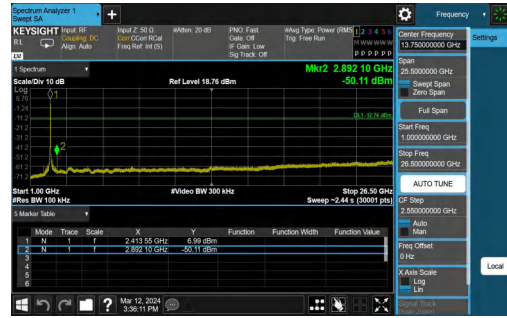 Spectrum Analyzer 1
Swept SA
+
Frequency
KEYSIGHT
Input: RF
Coupling: DC
Align: Auto
Input Z: 50 Ω
Corr CCorr RCal
Freq Ref: Int (S)
#Atten: 20 dB
PNO: Fast
Gate: Off
IF Gain: Low
Sig Track: Off
#Avg Type: Power (RMS
Trig: Free Run
1 2 3 4 5 6
M W W W W W
P P P P P P
RL
LXI
1 Spectrum
Scale/Div 10 dB
Ref Level 18.76 dBm
Mkr2 2.892 10 GHz
-50.11 dBm
Log
8.76
-1.24
-11.2
-21.2
-31.2
-41.2
-51.2
-61.2
-71.2
1
2
DL1 -12.74 dBm
Start 1.00 GHz
#Video BW 300 kHz
Stop 26.50 GHz
#Res BW 100 kHz
Sweep ~2.44 s (30001 pts)
5 Marker Table
Mode Trace Scale X Y Function Function Width Function Value
1 N 1 f 2.413 55 GHz 6.99 dBm
2 N 1 f 2.892 10 GHz -50.11 dBm
3
4
5
6
Mar 12, 2024
3:36:11 PM
?
Center Frequency
13.750000000 GHz
Span
25.5000000 GHz
Swept Span
Zero Span
Full Span
Start Freq
1.000000000 GHz
Stop Freq
26.500000000 GHz
AUTO TUNE
CF Step
2.550000000 GHz
Auto
Man
Freq Offset
0 Hz
X Axis Scale
Log
Lin
Signal Track
Settings
Local